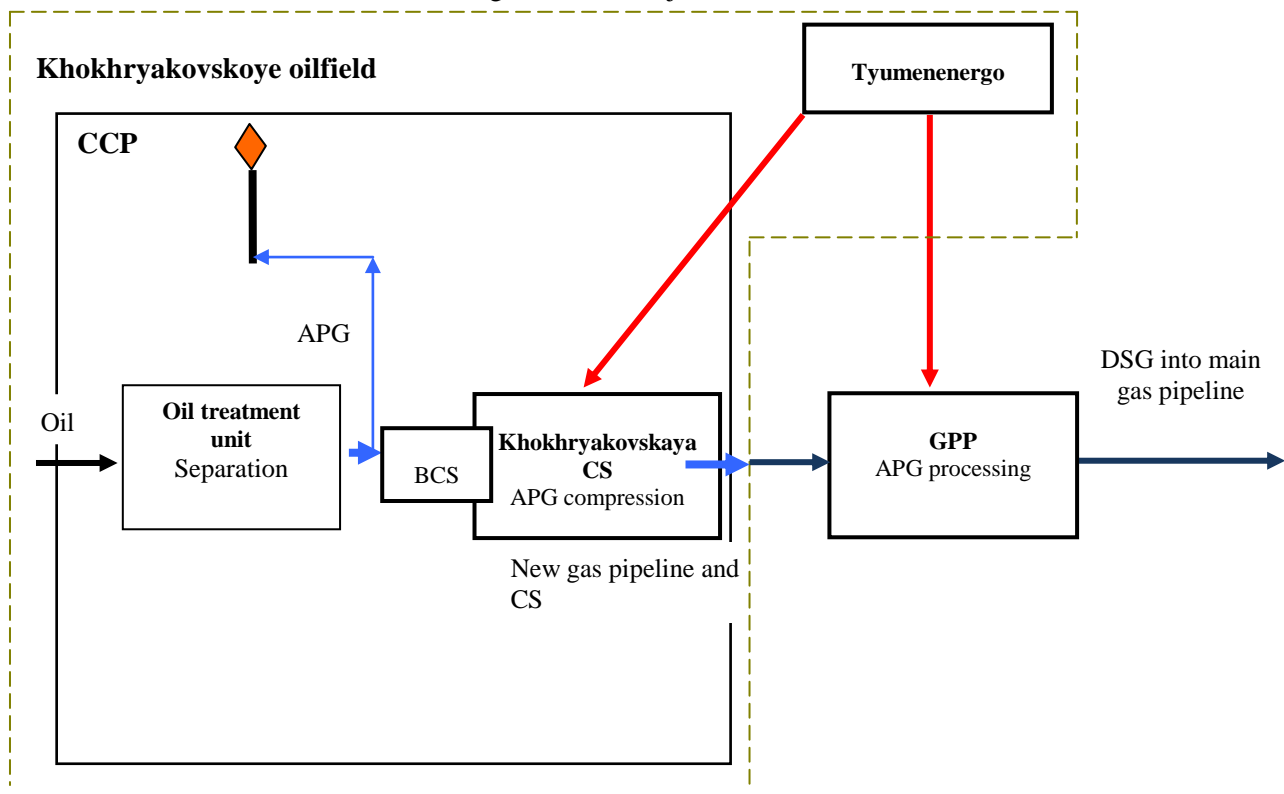 Khokhryakovskoye oilfield
Tyumenenergo
CCP
APG
DSG into main
gas pipeline
Oil
Oil treatment
unit
Separation
BCS
Khokhryakovskaya
CS
APG compression
GPP
APG processing
New gas pipeline and
CS